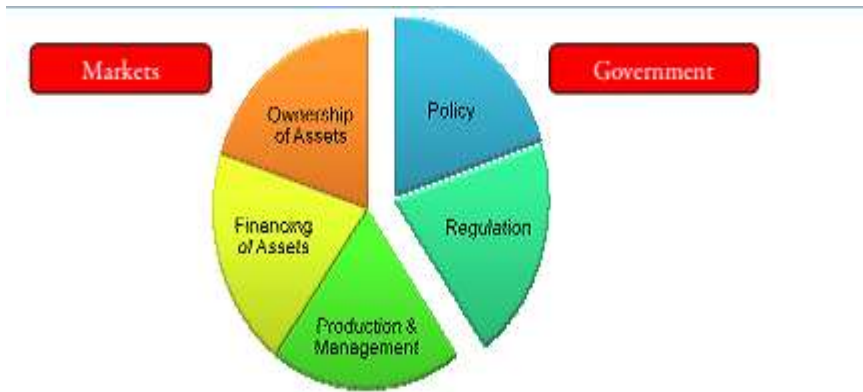 Markets
Government
Ownership
of Assets
Policy
Financing
of Assets
Regulation
Production &
Management